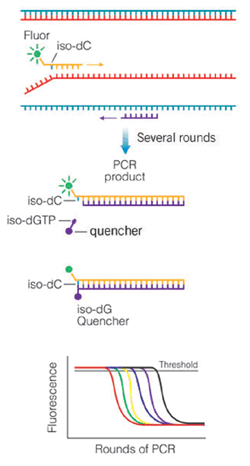 Fluor
iso-dC
Several rounds
PCR
product
iso-dC
iso-dGTP
quencher
iso-dC
iso-dG
Quencher
Threshold
Fluorescence
Rounds of PCR